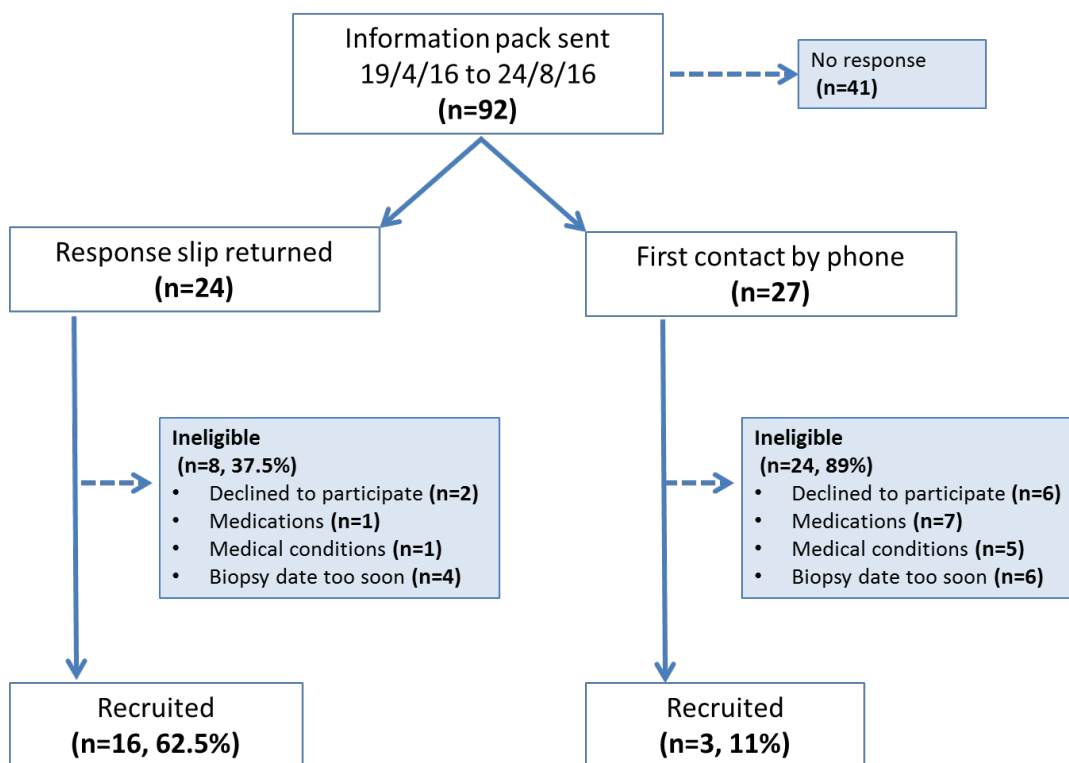 Information pack sent
19/4/16 to 24/8/16
(n=92)
No response
(n=41)
Response slip returned
(n=24)
First contact by phone
(n=27)
Ineligible
(n=8, 37.5%)
• Declined to participate (n=2)
• Medications (n=1)
• Medical conditions (n=1)
• Biopsy date too soon (n=4)
Ineligible
(n=24, 89%)
• Declined to participate (n=6)
• Medications (n=7)
• Medical conditions (n=5)
• Biopsy date too soon (n=6)
Recruited
(n=16, 62.5%)
Recruited
(n=3, 11%)